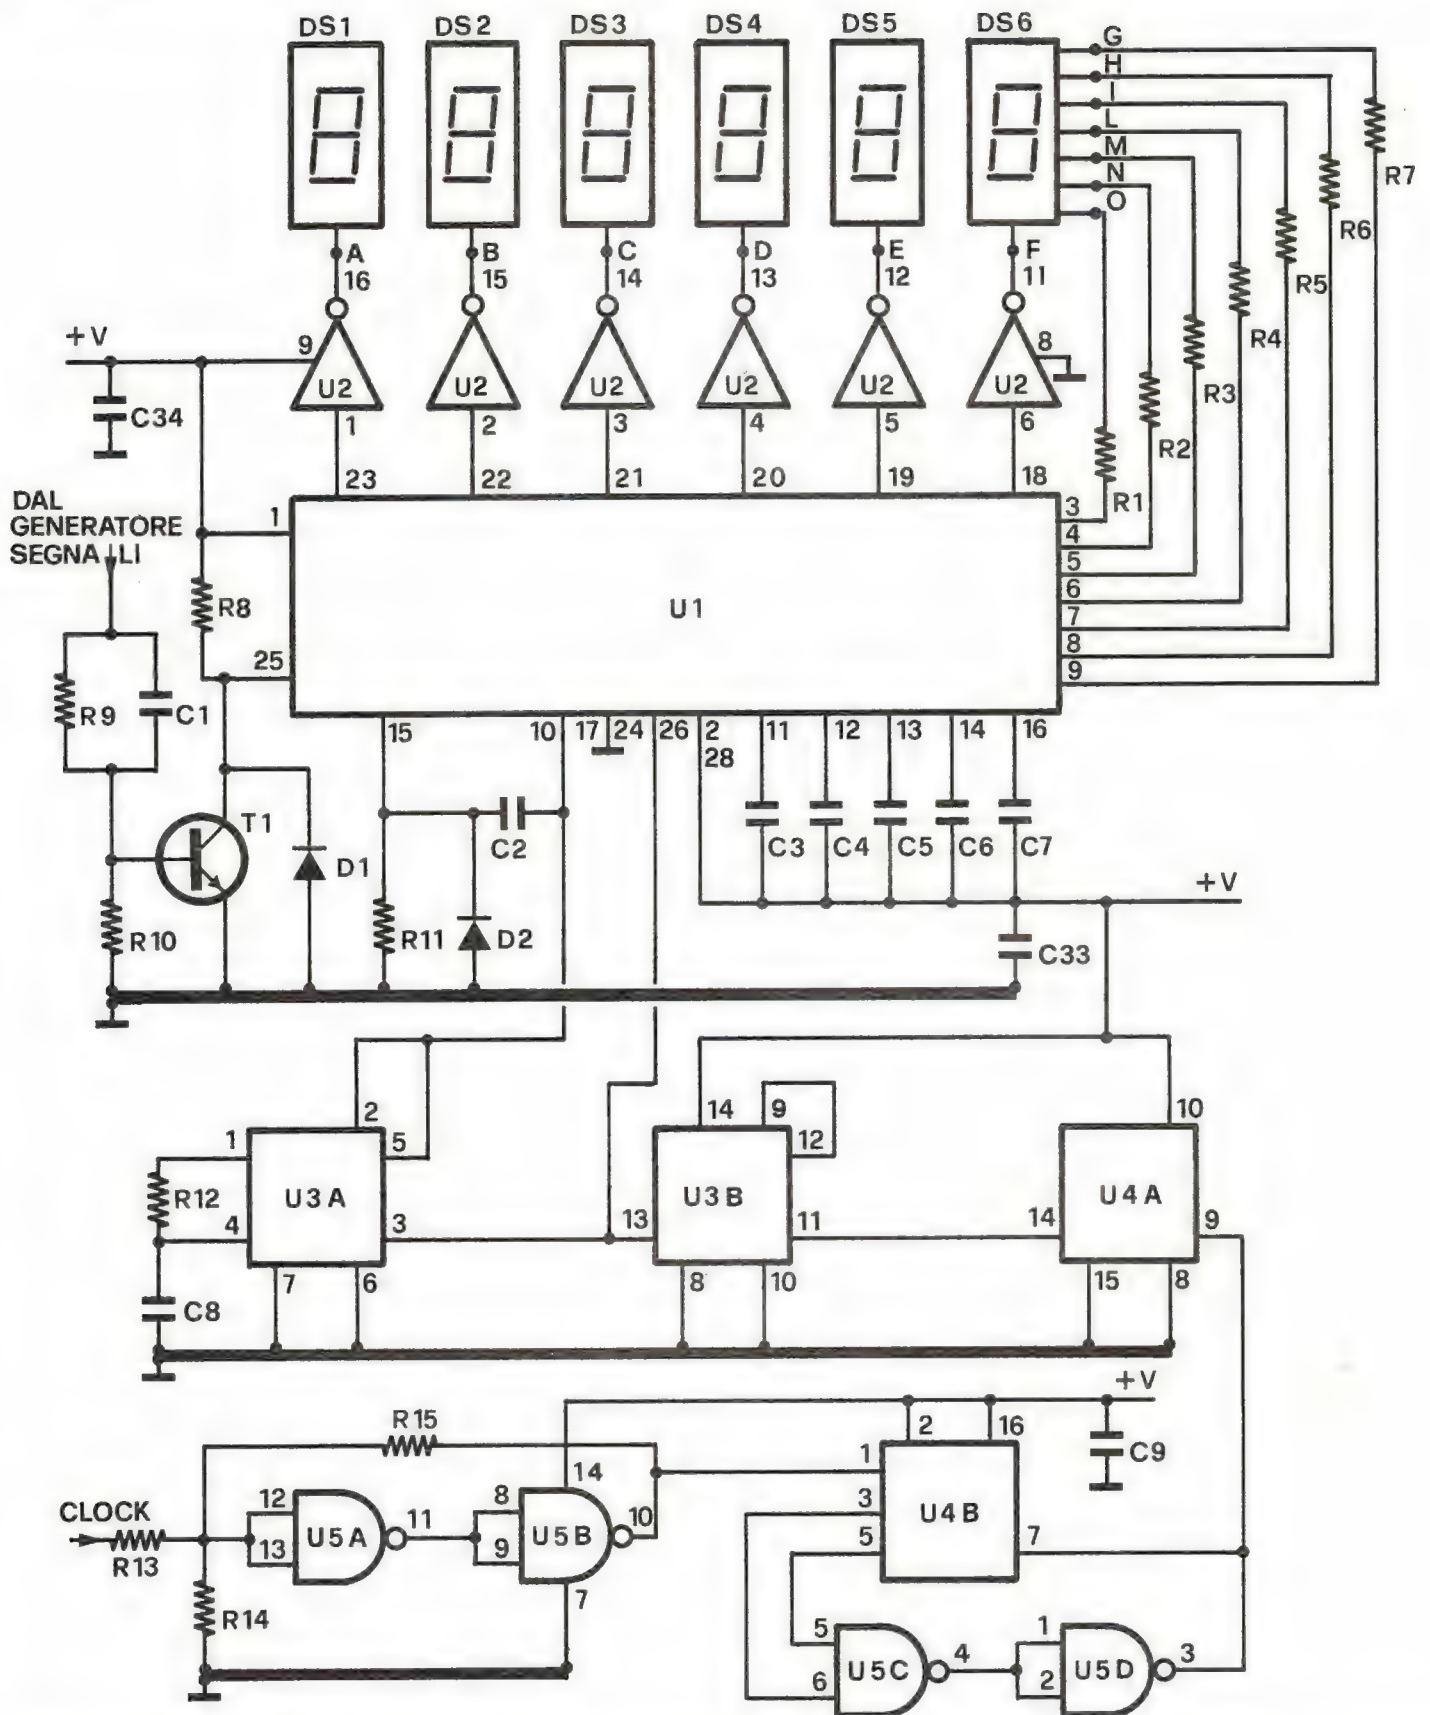 DS1 DS2 DS3 DS4 DS5 DS6
G
H
I
L
M
N
O
R7
R6
R5
R4
R3
R2
R1
A B C D E F
16 15 14 13 12 11
+V
9 8
U2 U2 U2 U2 U2 U2
C34
1 2 3 4 5 6
23 22 21 20 19 18
DAL
GENERATORE
SEGNALI
1
3
4
5
6
7
8
9
U1
R8
25
R9 C1
15 10 17 24 26 2 11 12 13 14 16
28
T1
D1
C2
C3 C4 C5 C6 C7
+V
R10
R11 D2
C33
2 14 9 10
1 5 12
R12 U3A U3B U4A
4 3 13 11 14 9
C8
7 6 8 10 15 8
+V
R15
2 16
C9
14
1
3
5
7
U4B
CLOCK
R13
12
13
U5A
11
8
9
U5B
10
7
R14
5
6
U5C
4
1
2
U5D
3